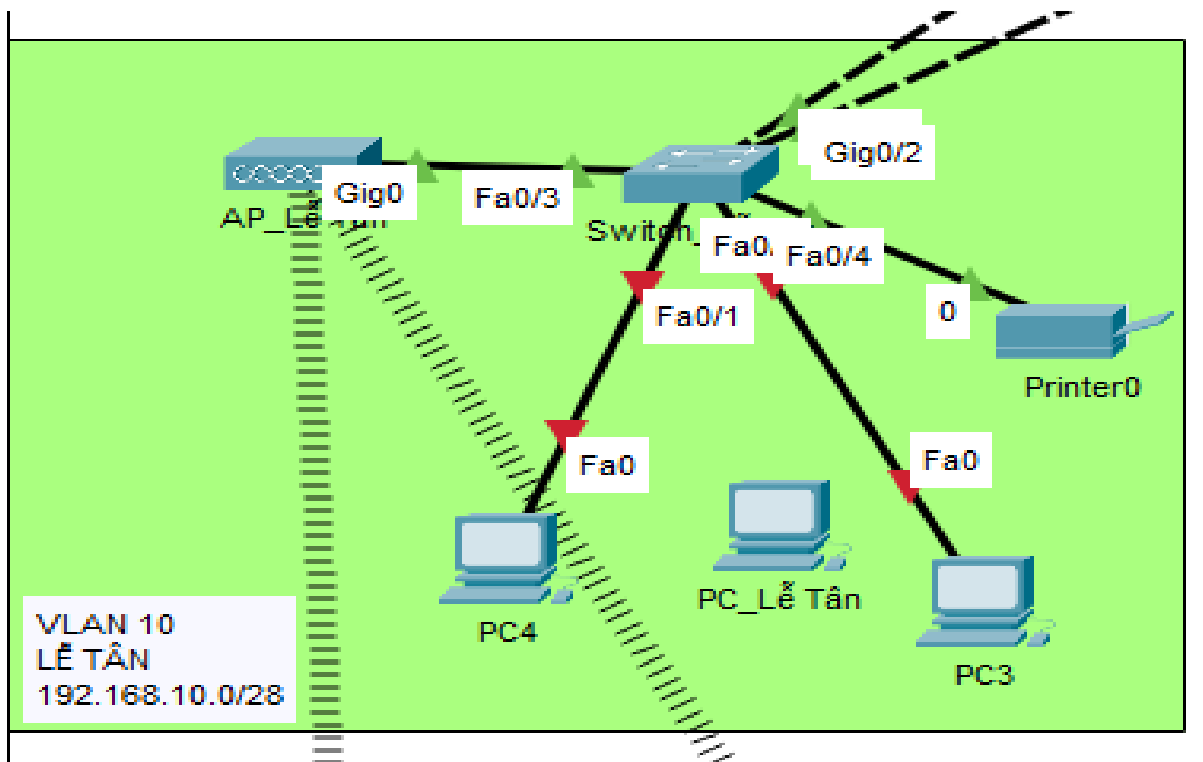 Gig0/2
Gig0
Fa0/3
Fa0/4
0
Fa0/1
Printer0
Fa0
Fa0
PC_Lễ Tân
PC4
PC3
VLAN 10
LỄ TÂN
192.168.10.0/28